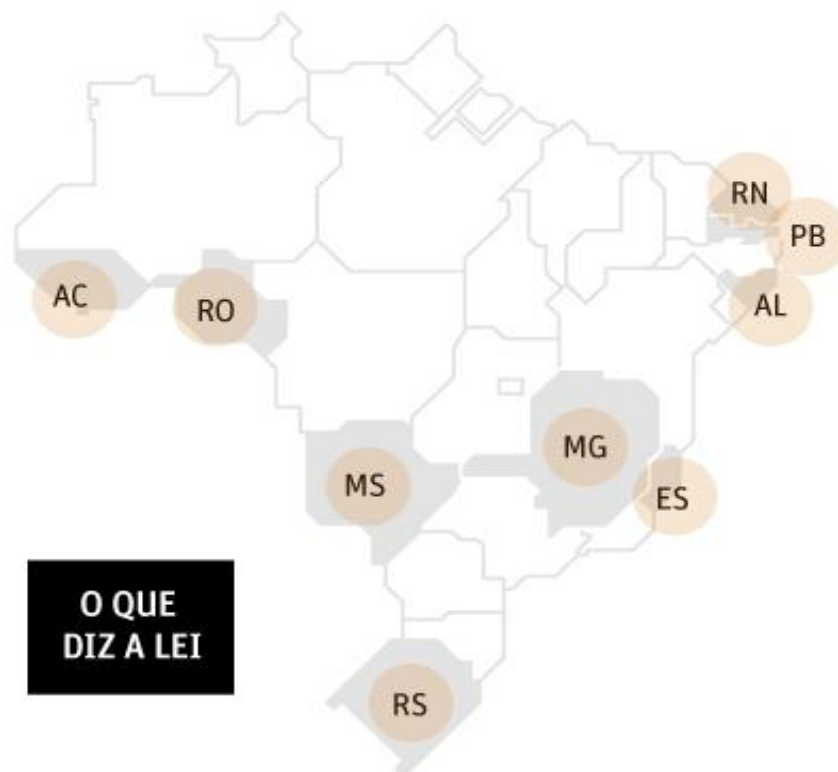 RN
PB
AC
RO
AL
MG
MS
ES
O QUE
DIZ A LEI
RS